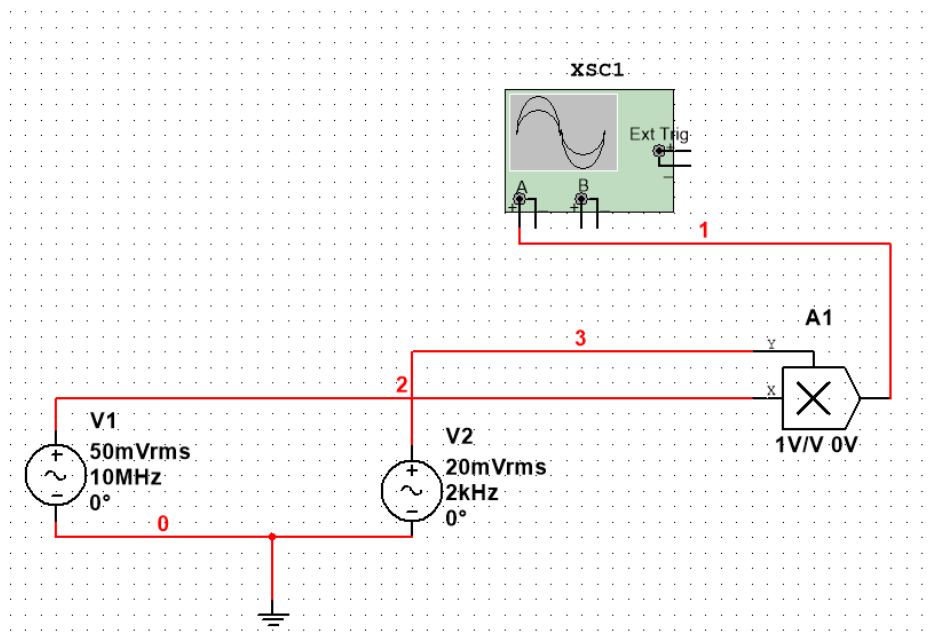 XSC1
Ext Trig
+
−
A
B
+
−
+
−
1
A1
3
Y
2
X
V1
+
50mVrms
10MHz
−
0°
V2
+
20mVrms
2kHz
−
0°
1V/V 0V
0